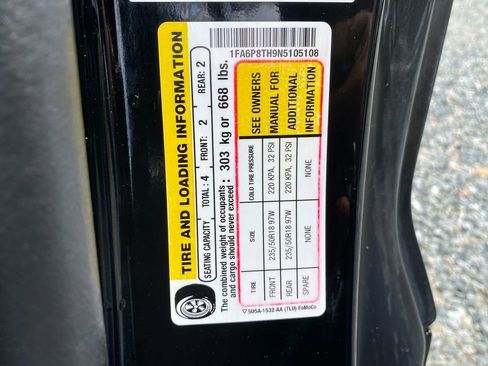 1FA6P8TH9N5105108
TIRE AND LOADING INFORMATION
SEATING CAPACITY TOTAL: 4 FRONT: 2 REAR: 2
The combined weight of occupants
and cargo should never exceed : 303 kg or 668 lbs.
TIRE SIZE COLD TIRE PRESSURE
FRONT 235/50R18 97W 220 KPA, 32 PSI
REAR 235/50R18 97W 220 KPA, 32 PSI
SPARE NONE NONE
SEE OWNERS
MANUAL FOR
ADDITIONAL
INFORMATION
5U5A-1532-AA (TLU) FoMoCo